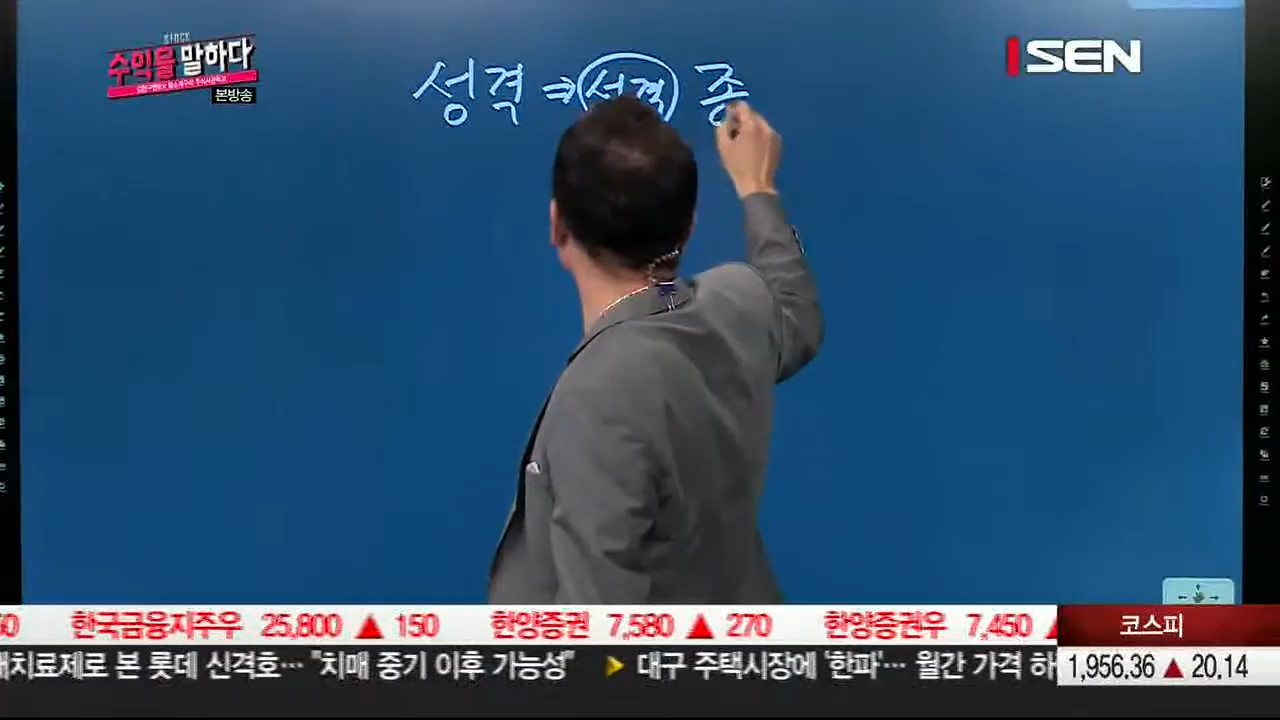 STOCK
수익을 말하다
본방송
SEN
성격 ⇒ 성격 종
한국금융지주우 25,800 ▲ 150 한양증권 7,580 ▲ 270 한양증권우 7,450
코스피
치료제로 본 롯데 신격호… "치매 중기 이후 가능성" ▶ 대구 주택시장에 '한파'… 월간 가격 하
1,956.36 ▲ 20.14